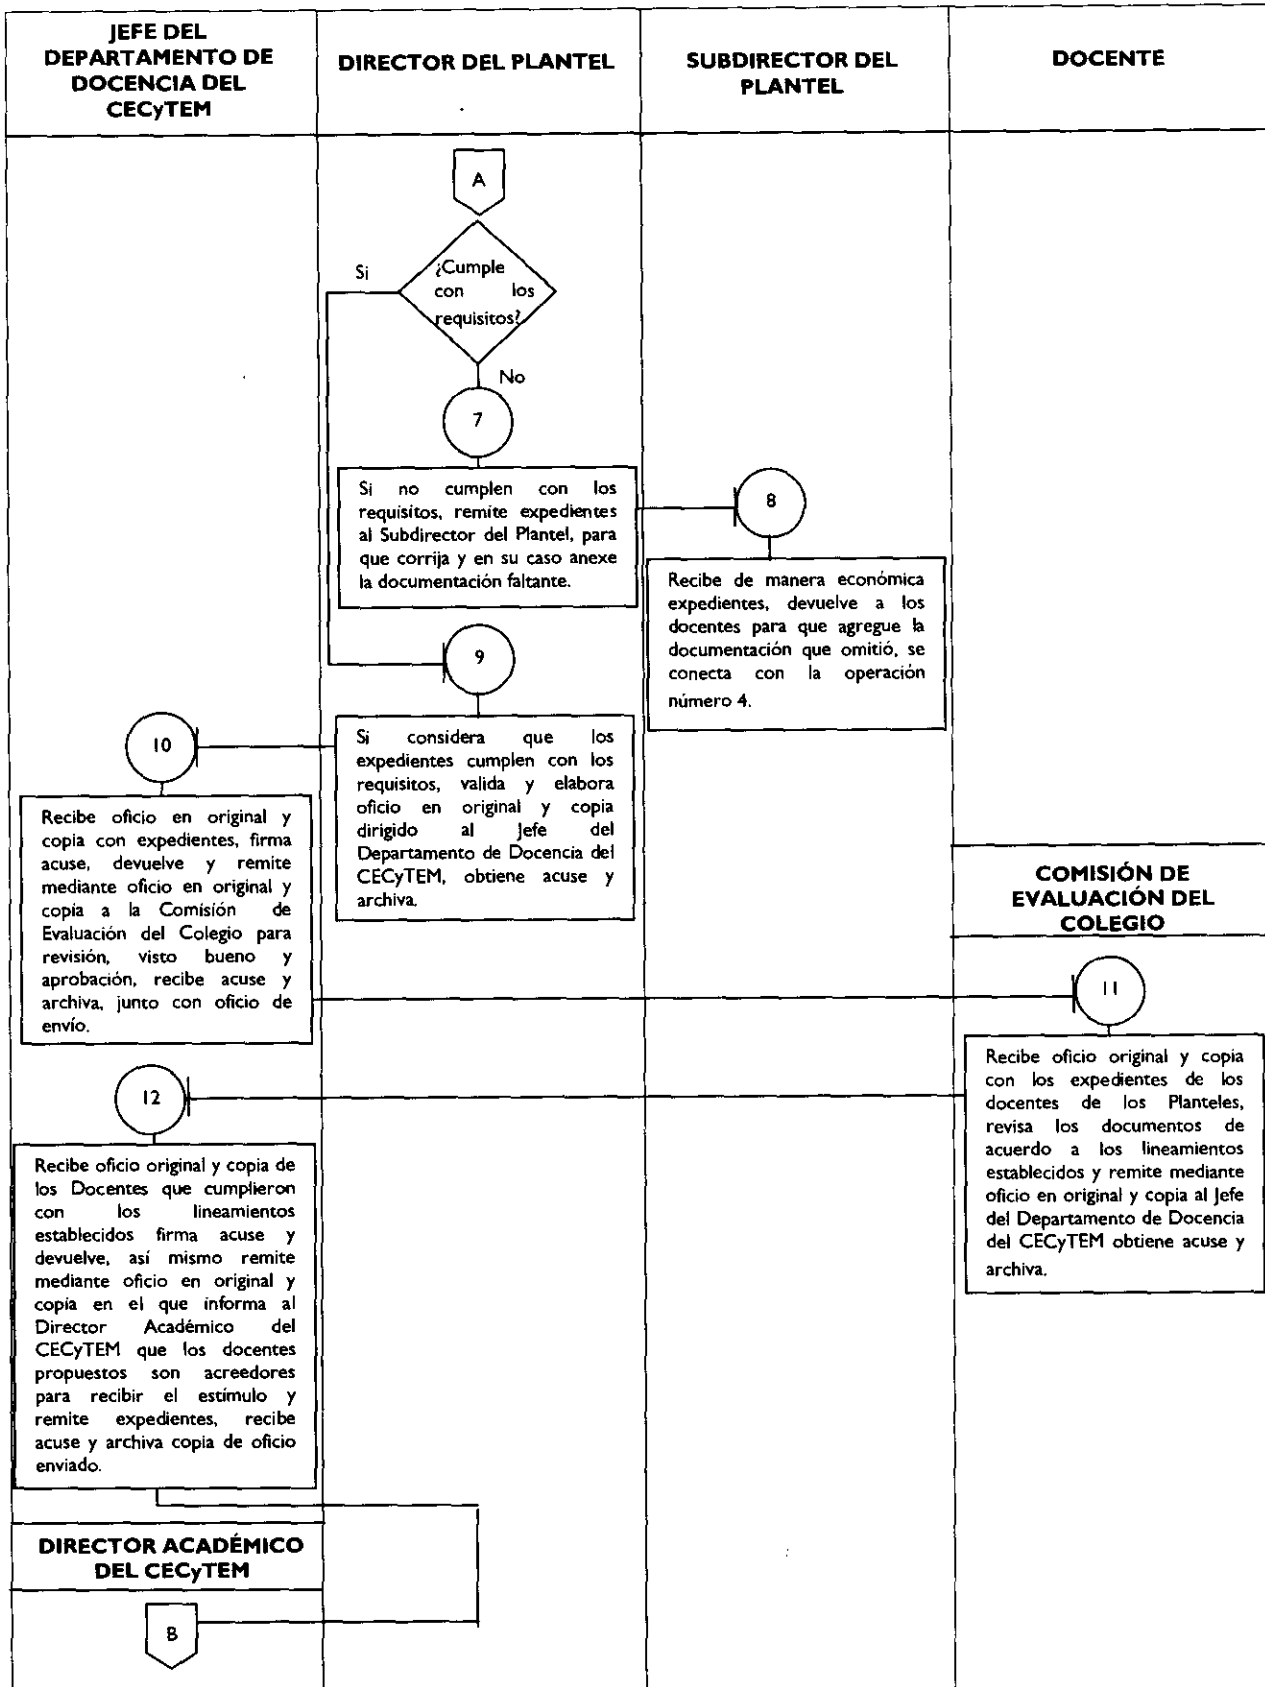 JEFE DEL
DEPARTAMENTO DE
DOCENCIA DEL
CECyTEM
DIRECTOR DEL PLANTEL
SUBDIRECTOR DEL
PLANTEL
DOCENTE
A
¿Cumple
con los
requisitos?
Si
No
7
Si no cumplen con los
requisitos, remite expedientes
al Subdirector del Plantel, para
que corrija y en su caso anexe
la documentación faltante.
8
Recibe de manera económica
expedientes, devuelve a los
docentes para que agregue la
documentación que omitió, se
conecta con la operación
número 4.
9
Si considera que los
expedientes cumplen con los
requisitos, valida y elabora
oficio en original y copia
dirigido al Jefe del
Departamento de Docencia del
CECyTEM, obtiene acuse y
archiva.
10
Recibe oficio en original y
copia con expedientes, firma
acuse, devuelve y remite
mediante oficio en original y
copia a la Comisión de
Evaluación del Colegio para
revisión, visto bueno y
aprobación, recibe acuse y
archiva, junto con oficio de
envío.
COMISIÓN DE
EVALUACIÓN DEL
COLEGIO
11
Recibe oficio original y copia
con los expedientes de los
docentes de los Planteles,
revisa los documentos de
acuerdo a los lineamientos
establecidos y remite mediante
oficio en original y copia al Jefe
del Departamento de Docencia
del CECyTEM obtiene acuse y
archiva.
12
Recibe oficio original y copia de
los Docentes que cumplieron
con los lineamientos
establecidos firma acuse y
devuelve, así mismo remite
mediante oficio en original y
copia en el que informa al
Director Académico del
CECyTEM que los docentes
propuestos son acreedores
para recibir el estímulo y
remite expedientes, recibe
acuse y archiva copia de oficio
enviado.
DIRECTOR ACADÉMICO
DEL CECyTEM
B